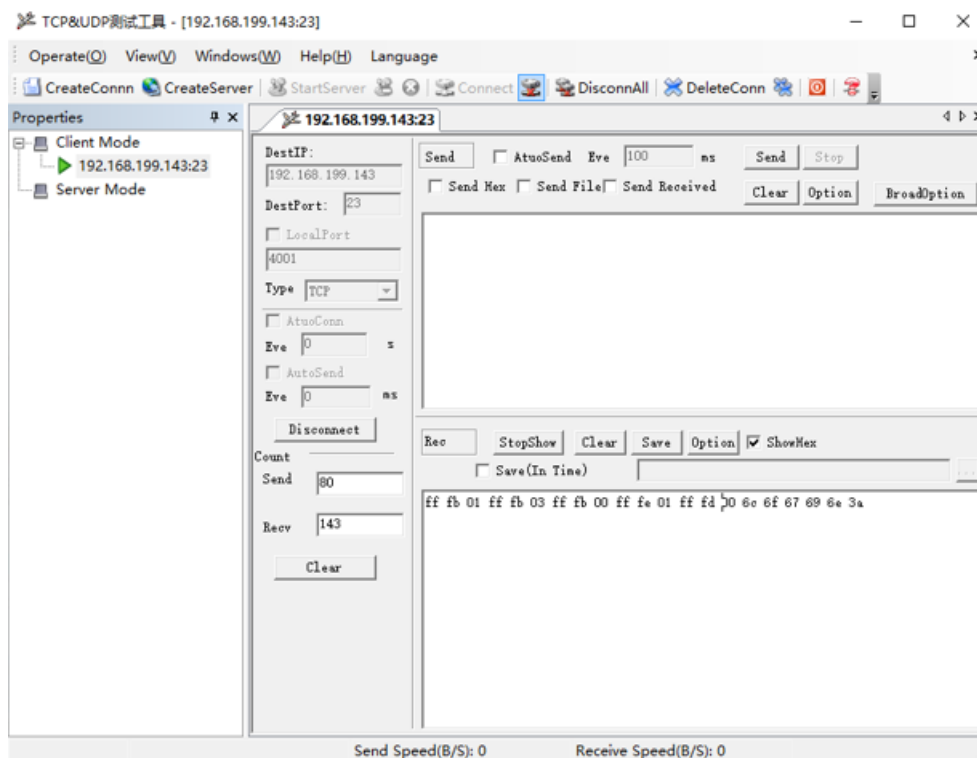 TCP&UDP测试工具 - [192.168.199.143:23]
Operate(O) View(V) Windows(W) Help(H) Language
CreateConnn CreateServer StartServer Connect DisconnAll DeleteConn
Properties
Client Mode
192.168.199.143:23
Server Mode
192.168.199.143:23
DestIP:
192.168.199.143
DestPort: 23
LocalPort
4001
Type TCP
AtuoConn
Eve 0 s
AutoSend
Eve 0 ms
Disconnect
Count
Send 80
Recv 143
Clear
Send AtuoSend Eve 100 ms Send Stop
Send Hex Send File Send Received Clear Option BroadOption
Rec StopShow Clear Save Option ShowHex
Save(In Time) ...
ff fb 01 ff fb 03 ff fb 00 ff fe 01 ff fd 00 6c 6f 67 69 6e 3a
Send Speed(B/S): 0 Receive Speed(B/S): 0